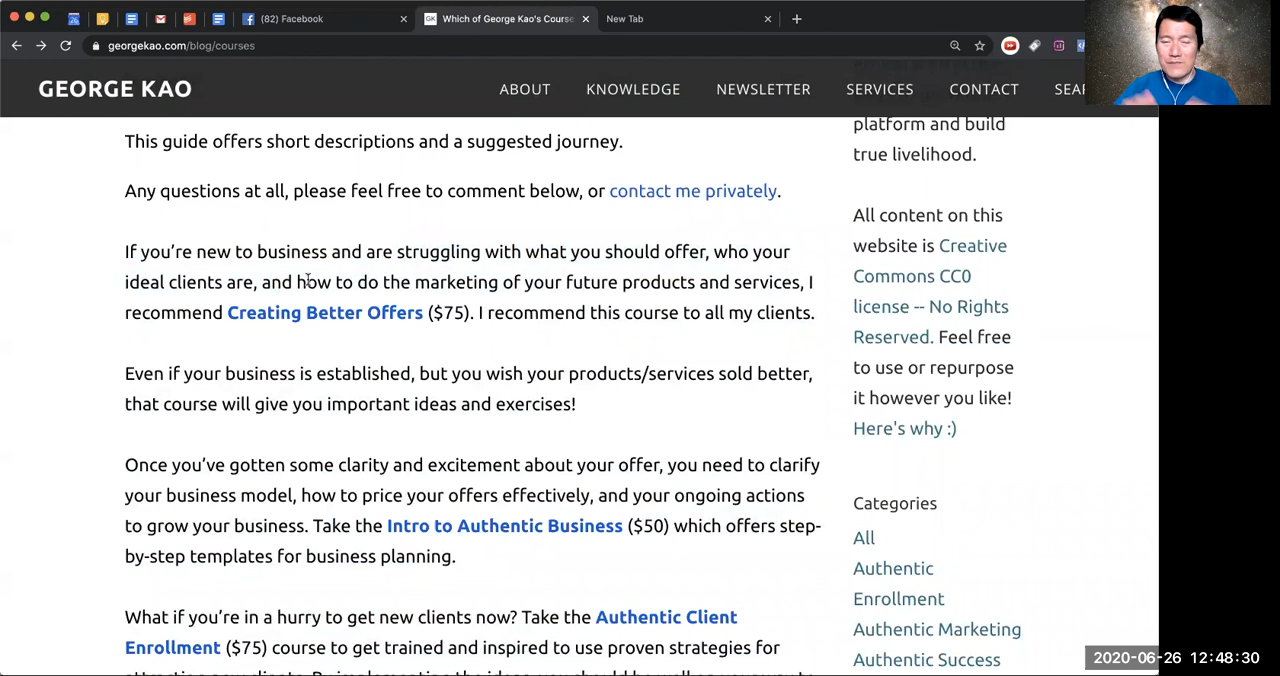 (82) Facebook
GK Which of George Kao's Course
New Tab
georgekao.com/blog/courses
GEORGE KAO
ABOUT KNOWLEDGE NEWSLETTER SERVICES CONTACT SEAR
This guide offers short descriptions and a suggested journey.
Any questions at all, please feel free to comment below, or contact me privately.
If you’re new to business and are struggling with what you should offer, who your
ideal clients are, and how to do the marketing of your future products and services, I
recommend Creating Better Offers ($75). I recommend this course to all my clients.
Even if your business is established, but you wish your products/services sold better,
that course will give you important ideas and exercises!
Once you’ve gotten some clarity and excitement about your offer, you need to clarify
your business model, how to price your offers effectively, and your ongoing actions
to grow your business. Take the Intro to Authentic Business ($50) which offers step-
by-step templates for business planning.
What if you’re in a hurry to get new clients now? Take the Authentic Client
Enrollment ($75) course to get trained and inspired to use proven strategies for
platform and build
true livelihood.
All content on this
website is Creative
Commons CC0
license -- No Rights
Reserved. Feel free
to use or repurpose
it however you like!
Here's why :)
Categories
All
Authentic
Enrollment
Authentic Marketing
Authentic Success
2020-06-26 12:48:30